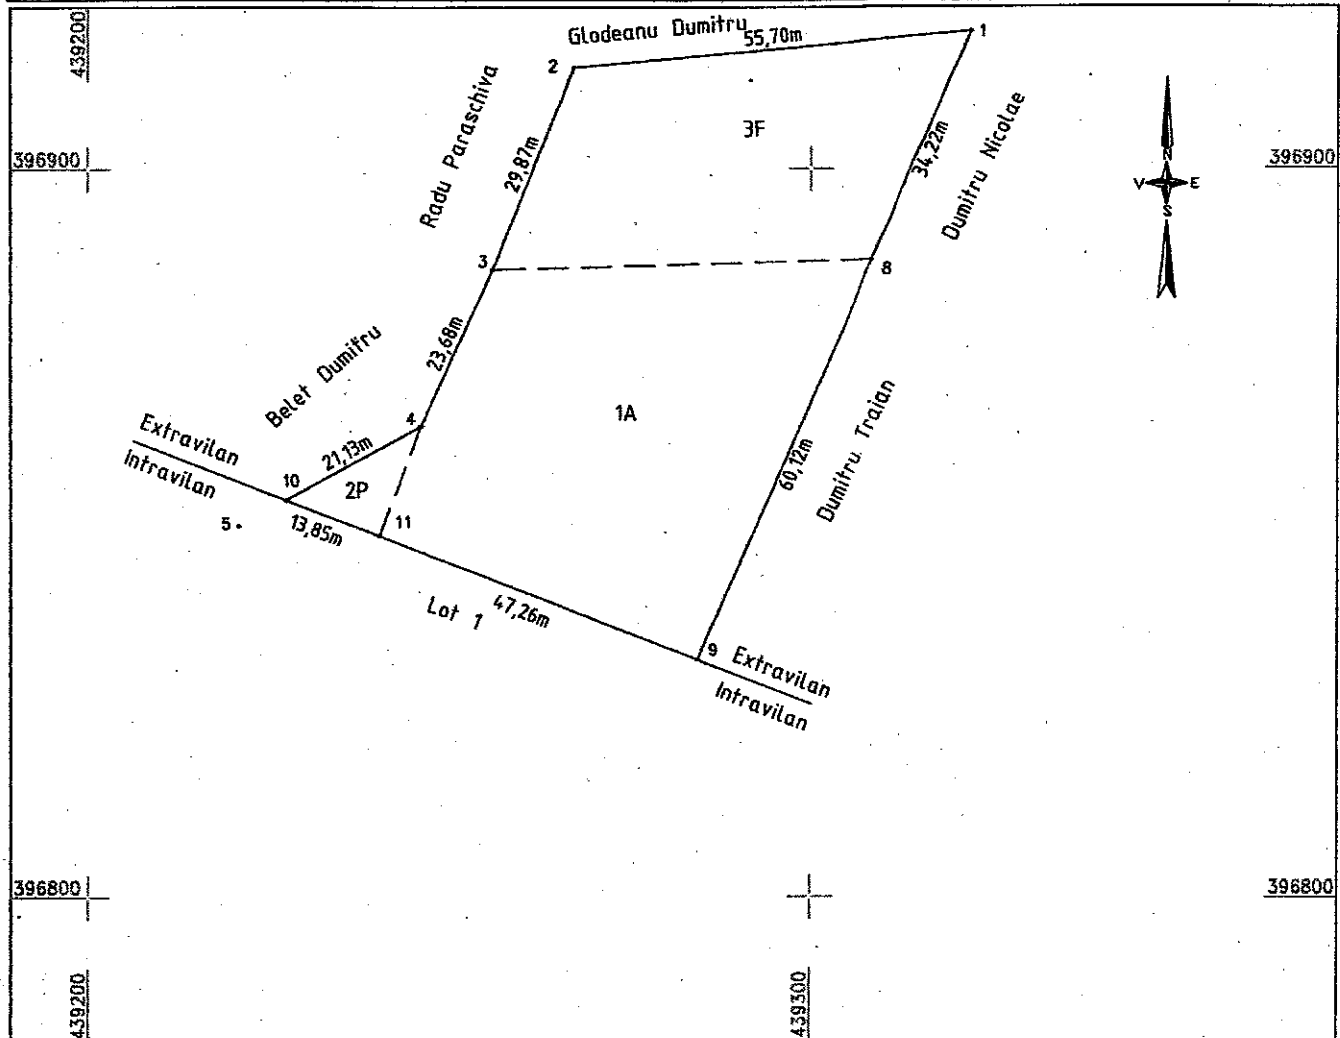 439200
Glodeanu Dumitru
55,70m
1
2
Radu Paraschiva
29,87m
3F
34,22m
Dumitru Nicolae
396900
396900
N
V
E
S
3
8
23,68m
Belet Dumitru
4
1A
Dumitru Traian
60,12m
Extravilan
Intravilan
21,13m
10
2P
5
13,85m
11
Lot 1
47,26m
9
Extravilan
Intravilan
396800
396800
439200
439300